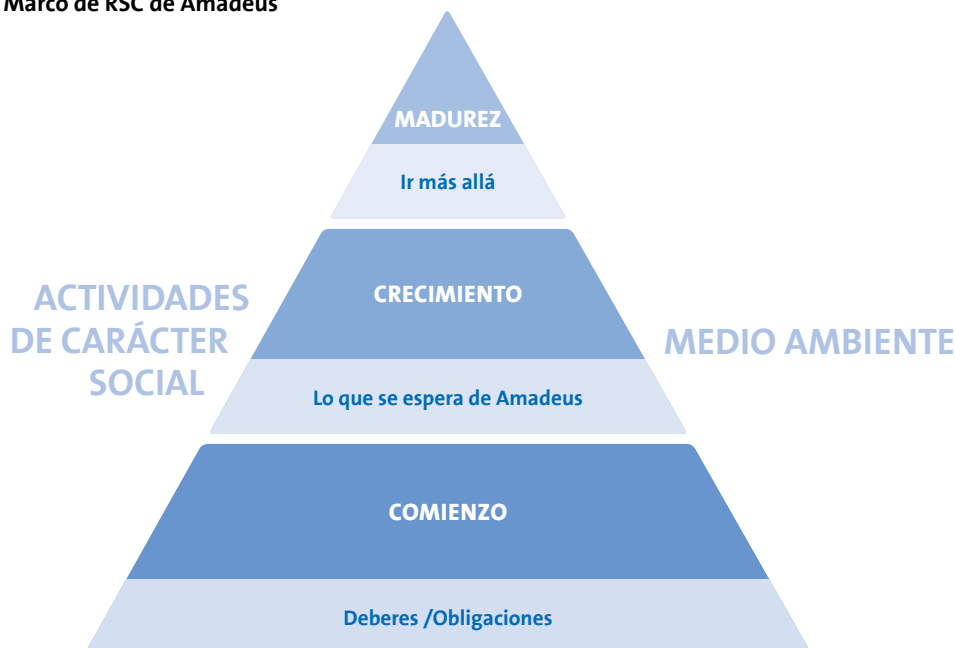 Marco de RSC de Amadeus
MADUREZ
Ir más allá
CRECIMIENTO
ACTIVIDADES
DE CARÁCTER
SOCIAL
MEDIO AMBIENTE
Lo que se espera de Amadeus
COMIENZO
Deberes /Obligaciones